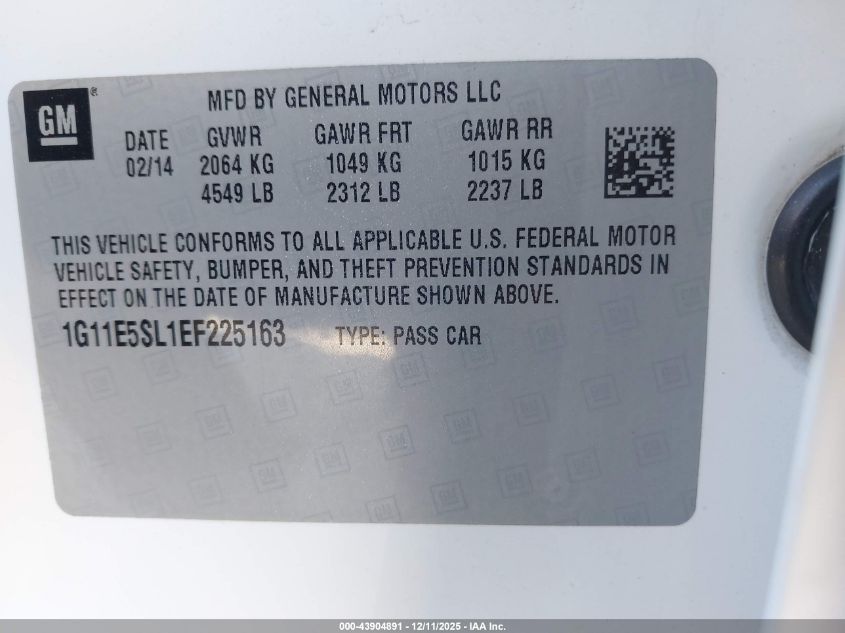 GM®
MFD BY GENERAL MOTORS LLC
DATE GVWR GAWR FRT GAWR RR
02/14 2064 KG 1049 KG 1015 KG
4549 LB 2312 LB 2237 LB
THIS VEHICLE CONFORMS TO ALL APPLICABLE U.S. FEDERAL MOTOR
VEHICLE SAFETY, BUMPER, AND THEFT PREVENTION STANDARDS IN
EFFECT ON THE DATE OF MANUFACTURE SHOWN ABOVE.
1G11E5SL1EF225163 TYPE: PASS CAR
000-43904891 - 12/11/2025 - IAA Inc.